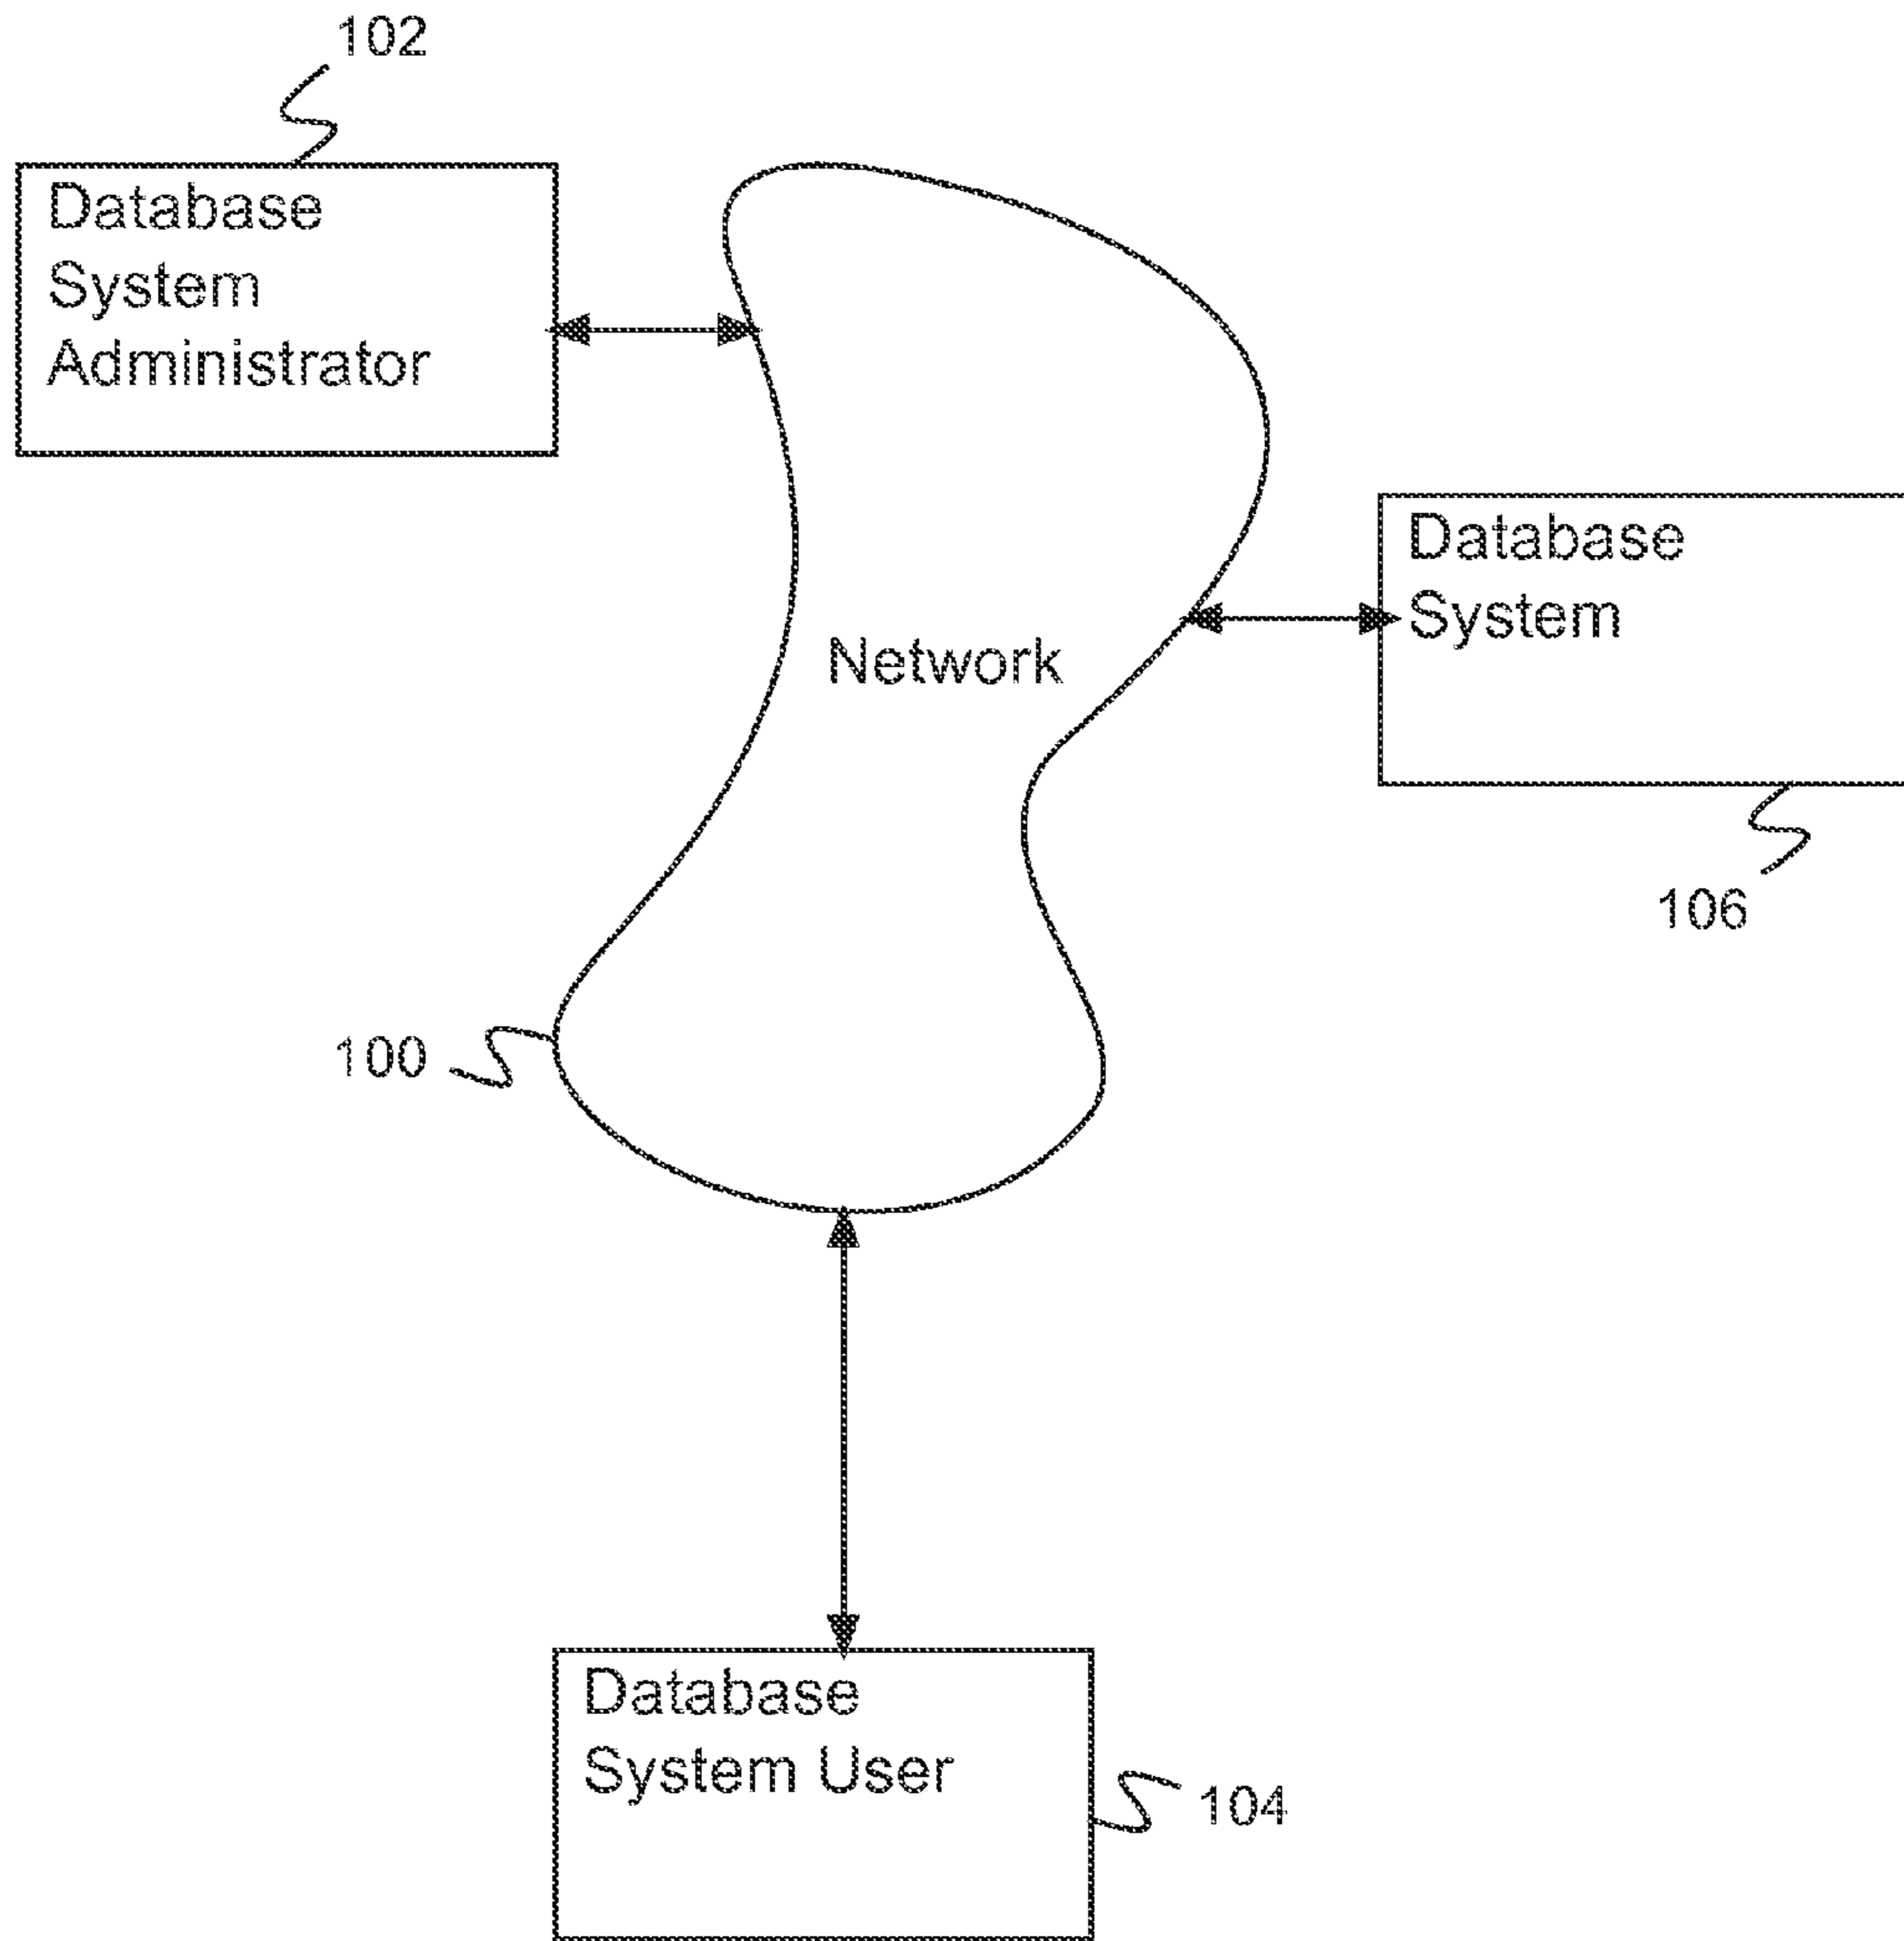 102
Database
System
Administrator
Database
System
Network
106
100
Database
System User
104